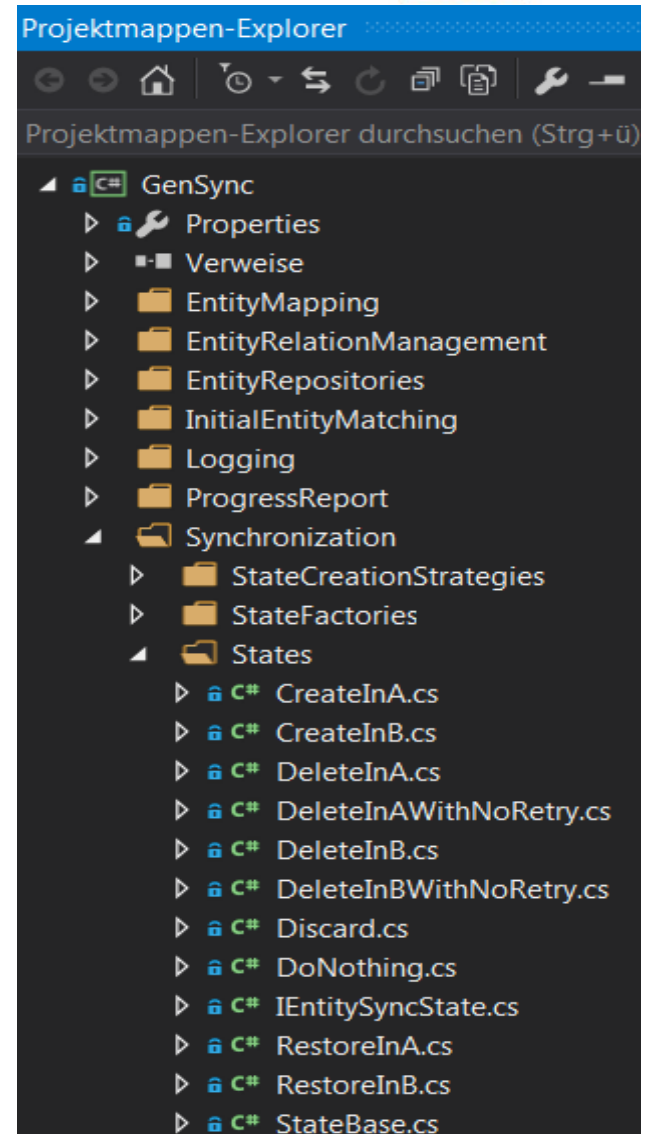 Projektmappen-Explorer
Projektmappen-Explorer durchsuchen (Strg+ü)
C# GenSync
Properties
Verweise
EntityMapping
EntityRelationManagement
EntityRepositories
InitialEntityMatching
Logging
ProgressReport
Synchronization
StateCreationStrategies
StateFactories
States
C# CreateInA.cs
C# CreateInB.cs
C# DeleteInA.cs
C# DeleteInAWithNoRetry.cs
C# DeleteInB.cs
C# DeleteInBWithNoRetry.cs
C# Discard.cs
C# DoNothing.cs
C# IEntitySyncState.cs
C# RestoreInA.cs
C# RestoreInB.cs
C# StateBase.cs